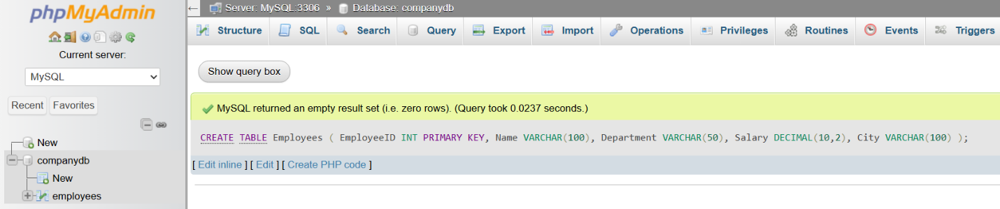 phpMyAdmin
Current server:
MySQL
Recent Favorites
New
companydb
New
employees
Server: MySQL:3306 » Database: companydb
Structure SQL Search Query Export Import Operations Privileges Routines Events Triggers
Show query box
MySQL returned an empty result set (i.e. zero rows). (Query took 0.0237 seconds.)
CREATE TABLE Employees ( EmployeeID INT PRIMARY KEY, Name VARCHAR(100), Department VARCHAR(50), Salary DECIMAL(10,2), City VARCHAR(100) );
[ Edit inline ] [ Edit ] [ Create PHP code ]